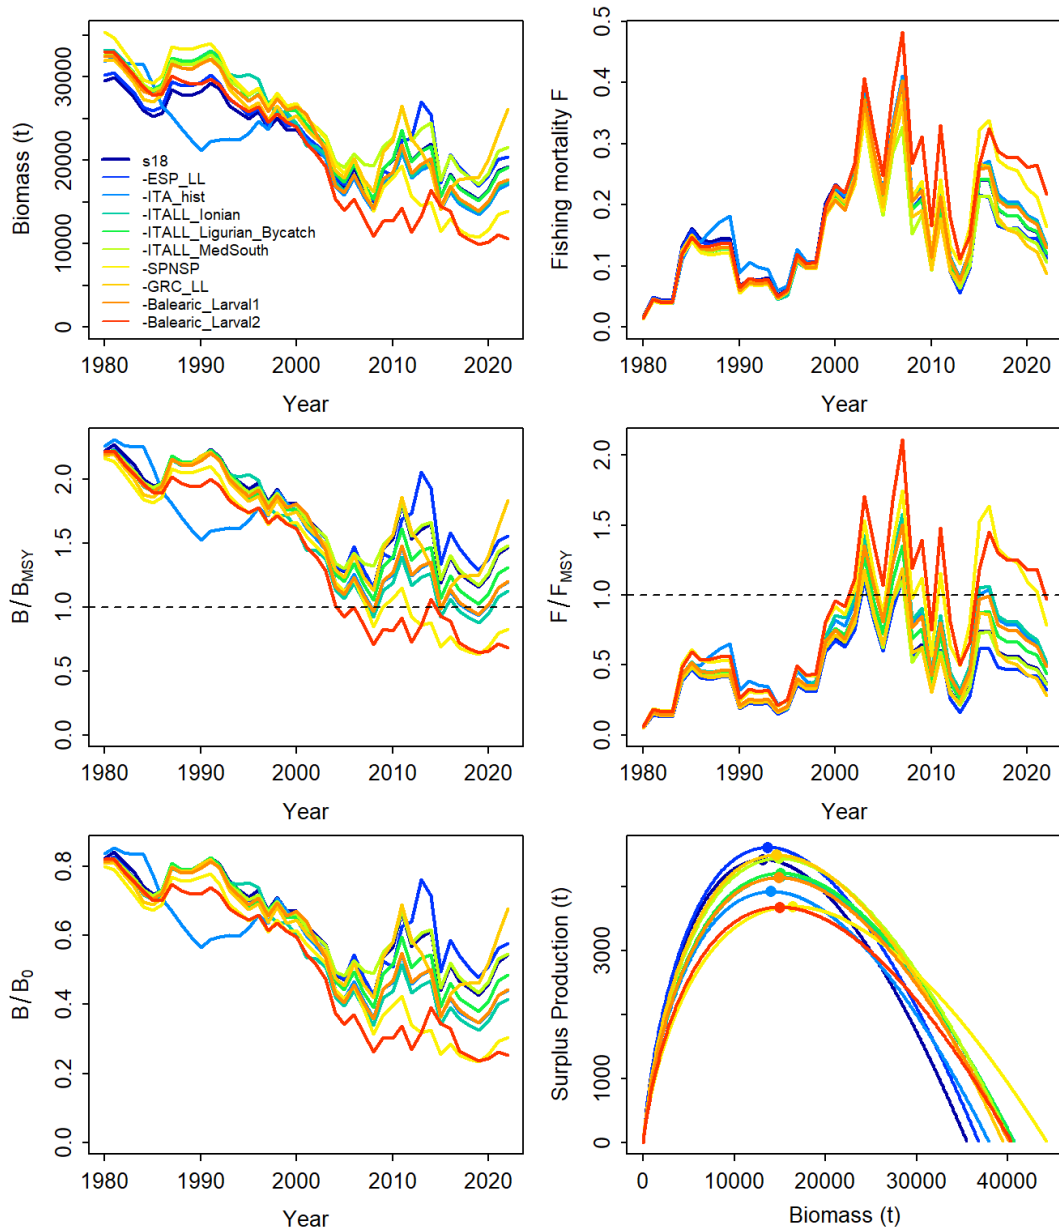 Biomass (t)
30000
20000
10000
0
s18
-ESP_LL
-ITA_hist
-ITALL_Ionian
-ITALL_Ligurian_Bycatch
-ITALL_MedSouth
-SPNSP
-GRC_LL
-Balearic_Larval1
-Balearic_Larval2
1980 1990 2000 2010 2020
Year
Fishing mortality F
0.5
0.4
0.3
0.2
0.1
0.0
1980 1990 2000 2010 2020
Year
B/BMSY
2.0
1.5
1.0
0.5
0.0
1980 1990 2000 2010 2020
Year
F/FMSY
2.0
1.5
1.0
0.5
0.0
1980 1990 2000 2010 2020
Year
B/B0
0.8
0.6
0.4
0.2
0.0
1980 1990 2000 2010 2020
Year
Surplus Production (t)
3000
1000
0
0 10000 20000 30000 40000
Biomass (t)